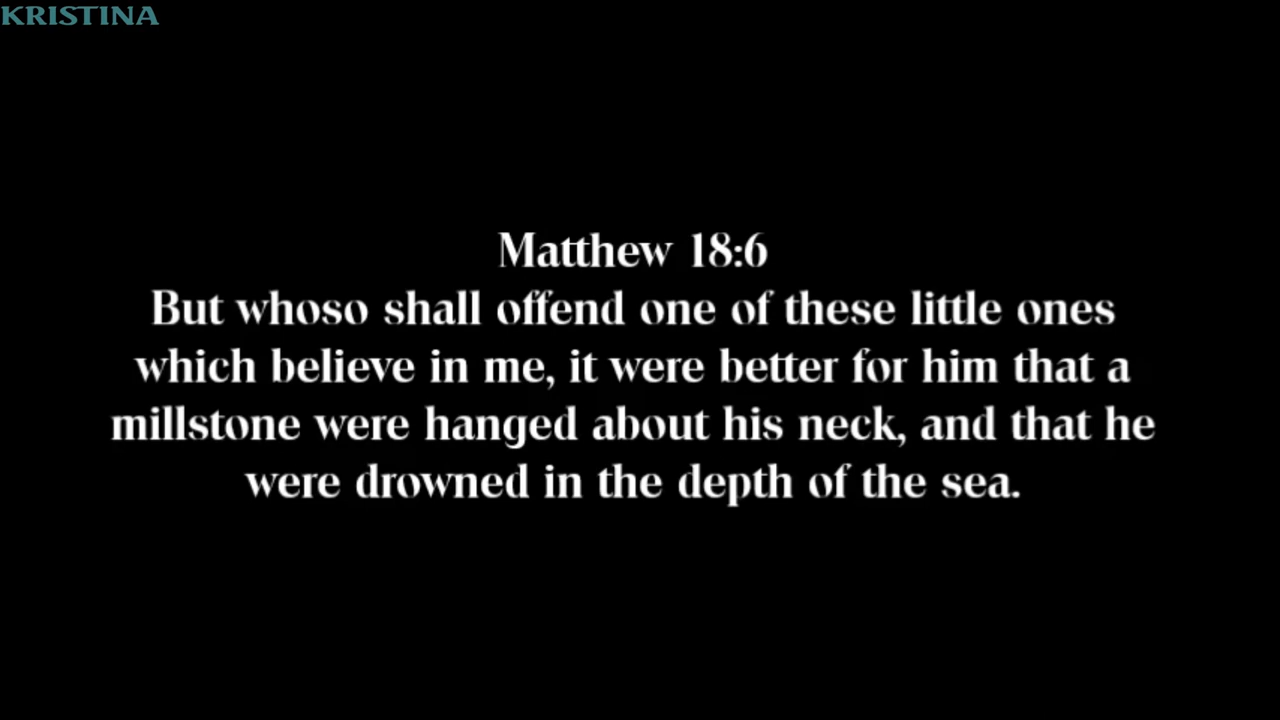 KRISTINA
Matthew 18:6
But whoso shall offend one of these little ones
which believe in me, it were better for him that a
millstone were hanged about his neck, and that he
were drowned in the depth of the sea.